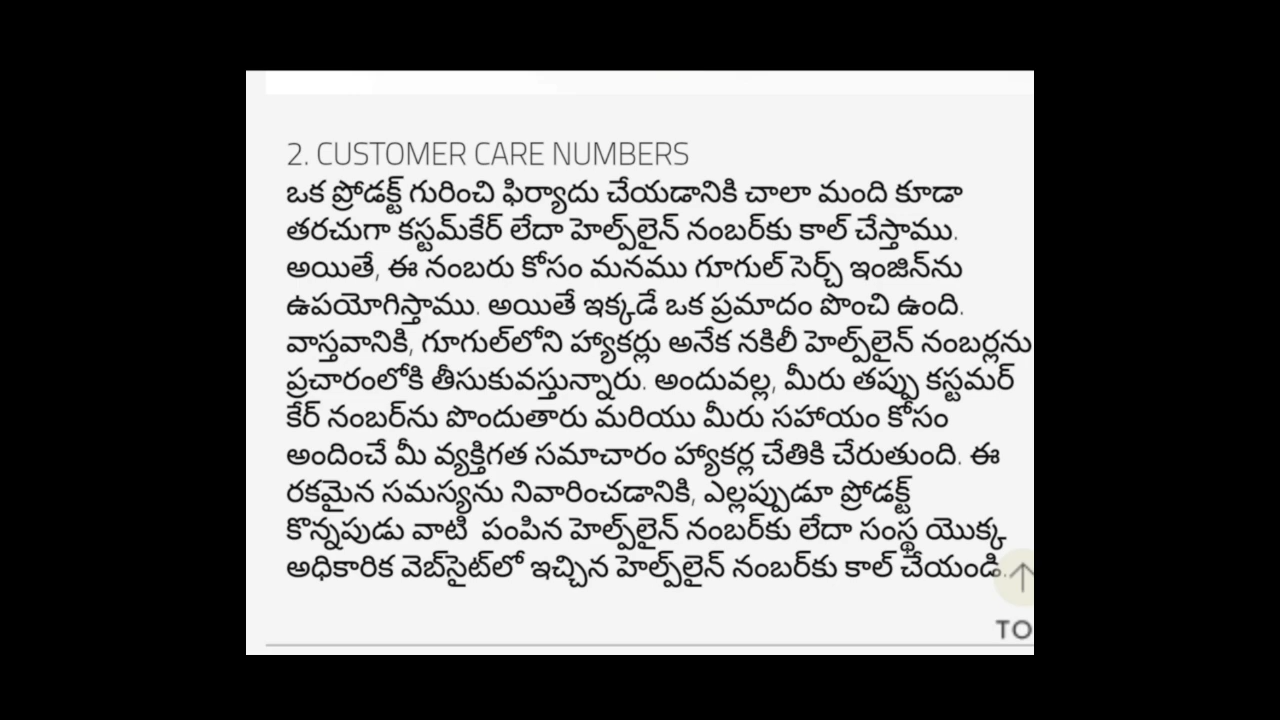 2. CUSTOMER CARE NUMBERS
ఒక ప్రోడక్ట్ గురించి ఫిర్యాదు చేయడానికి చాలా మంది కూడా
తరచుగా కస్టమ్‌కేర్ లేదా హెల్ప్‌లైన్ నంబర్‌కు కాల్ చేస్తాము.
అయితే, ఈ నంబరు కోసం మనము గూగుల్ సెర్చ్ ఇంజిన్‌ను
ఉపయోగిస్తాము. అయితే ఇక్కడే ఒక ప్రమాదం పొంచి ఉంది.
వాస్తవానికి, గూగుల్‌లోని హ్యాకర్లు అనేక నకిలీ హెల్ప్‌లైన్ నంబర్లను
ప్రచారంలోకి తీసుకువస్తున్నారు. అందువల్ల, మీరు తప్పు కస్టమర్
కేర్ నంబర్‌ను పొందుతారు మరియు మీరు సహాయం కోసం
అందించే మీ వ్యక్తిగత సమాచారం హ్యాకర్ల చేతికి చేరుతుంది. ఈ
రకమైన సమస్యను నివారించడానికి, ఎల్లప్పుడూ ప్రోడక్ట్
కొన్నపుడు వాటి  పంపిన హెల్ప్‌లైన్ నంబర్‌కు లేదా సంస్థ యొక్క
అధికారిక వెబ్‌సైట్‌లో ఇచ్చిన హెల్ప్‌లైన్ నంబర్‌కు కాల్ చేయండి.
TO